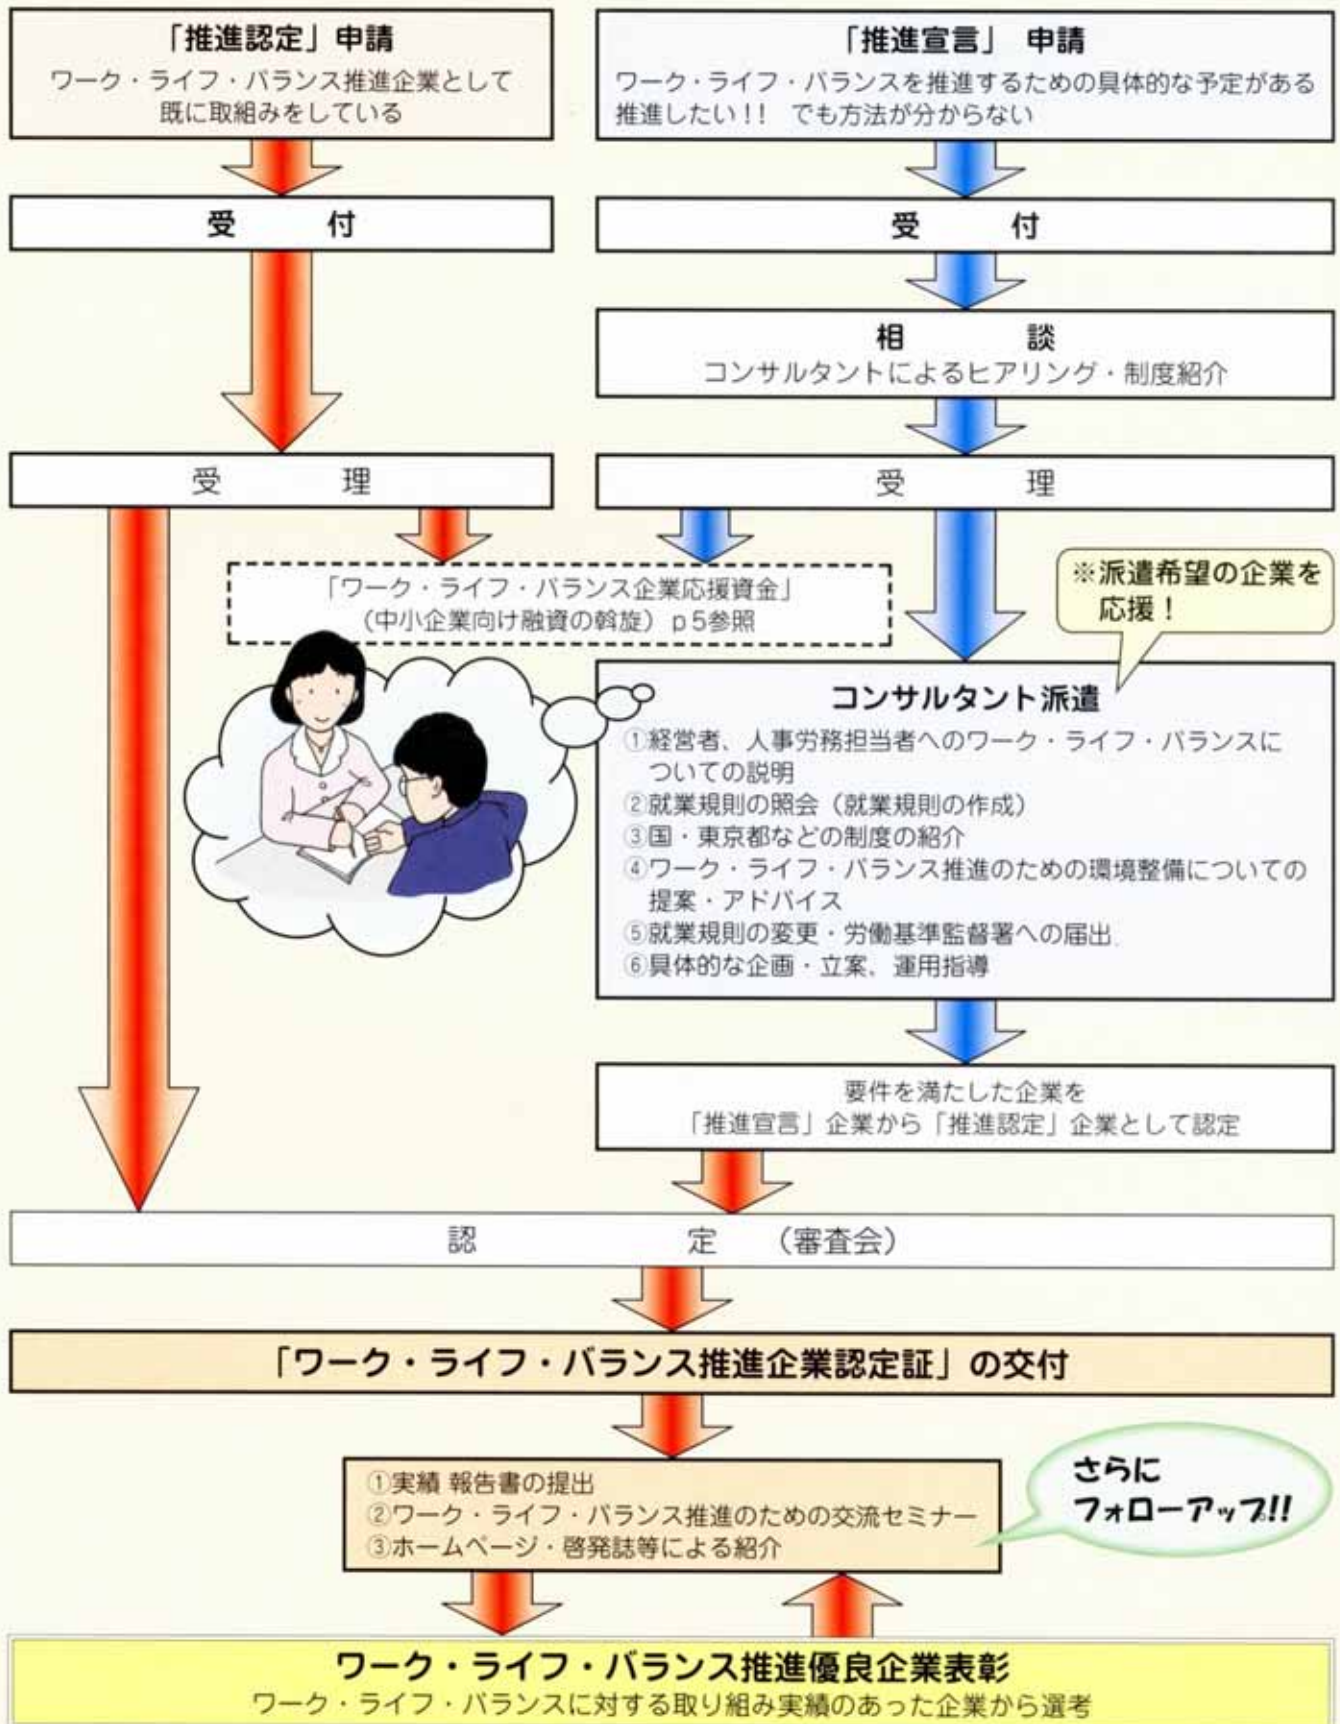 「推進認定」申請
ワーク・ライフ・バランス推進企業として
既に取組みをしている
「推進宣言」 申請
ワーク・ライフ・バランスを推進するための具体的な予定がある
推進したい!! でも方法が分からない
受 付
受 付
相 談
コンサルタントによるヒアリング・制度紹介
受 理
受 理
「ワーク・ライフ・バランス企業応援資金」
(中小企業向け融資の斡旋) p5参照
※派遣希望の企業を
応援！
コンサルタント派遣
①経営者、人事労務担当者へのワーク・ライフ・バランスに
ついての説明
②就業規則の照会（就業規則の作成）
③国・東京都などの制度の紹介
④ワーク・ライフ・バランス推進のための環境整備についての
提案・アドバイス
⑤就業規則の変更・労働基準監督署への届出
⑥具体的な企画・立案、運用指導
要件を満たした企業を
「推進宣言」企業から「推進認定」企業として認定
認 定 （審査会）
「ワーク・ライフ・バランス推進企業認定証」の交付
①実績 報告書の提出
②ワーク・ライフ・バランス推進のための交流セミナー
③ホームページ・啓発誌等による紹介
さらに
フォローアップ!!
ワーク・ライフ・バランス推進優良企業表彰
ワーク・ライフ・バランスに対する取り組み実績のあった企業から選考